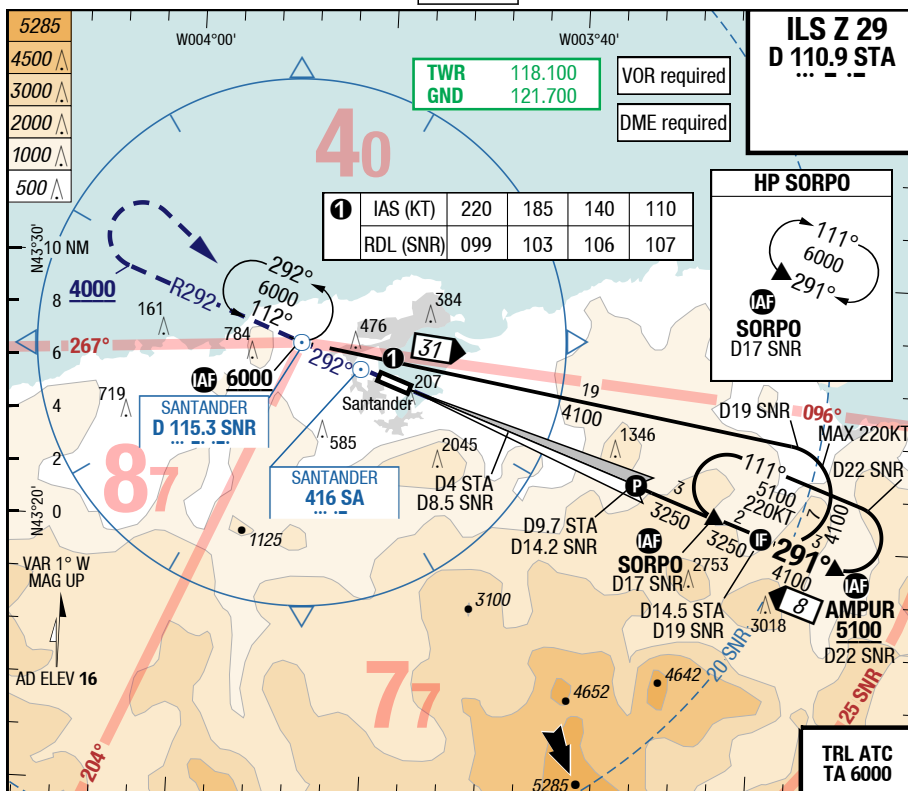 5285
4500
3000
2000
1000
500
W004°00'
W003°40'
TWR 118.100
GND 121.700
VOR required
DME required
ILS Z 29
D 110.9 STA
40
1 IAS (KT) 220 185 140 110
RDL (SNR) 099 103 106 107
HP SORPO
111°
6000
291°
IAF
SORPO
D17 SNR
N43°30'
10 NM
8
6
4
2
0
N43°20'
4000
R292
292°
6000
112°
161
784
476
384
267°
292°
1
31
IAF 6000
207
Santander
719
SANTANDER
D 115.3 SNR
585
2045
SANTANDER
416 SA
87
19
4100
D19 SNR
096°
MAX 220KT
D22 SNR
1346
D4 STA
D8.5 SNR
P
3
3250
111°
5100
220KT
7
4100
D9.7 STA
D14.2 SNR
2
3250
IF
291°
3
4100
IAF
SORPO
D17 SNR
2753
IAF
AMPUR
5100
D22 SNR
D14.5 STA
D19 SNR
8
3018
1125
VAR 1° W
MAG UP
3100
20 SNR
AD ELEV 16
77
4652
4642
25 SNR
204°
5285
TRL ATC
TA 6000